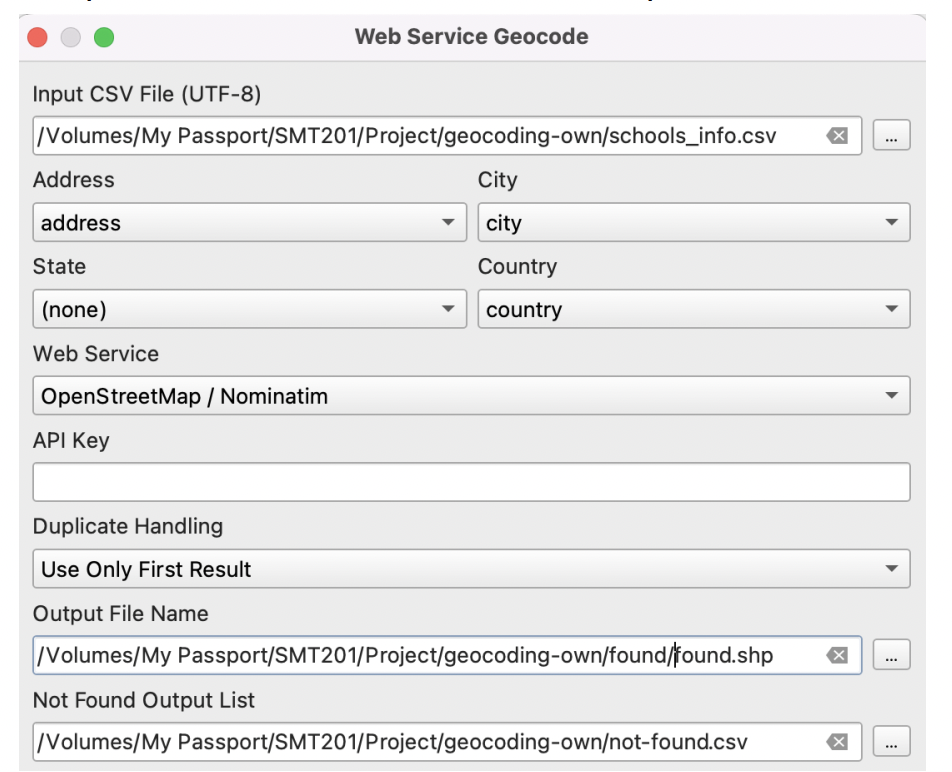 Web Service Geocode
Input CSV File (UTF-8)
/Volumes/My Passport/SMT201/Project/geocoding-own/schools_info.csv
...
Address
City
address
city
State
Country
(none)
country
Web Service
OpenStreetMap / Nominatim
API Key
Duplicate Handling
Use Only First Result
Output File Name
/Volumes/My Passport/SMT201/Project/geocoding-own/found/found.shp
...
Not Found Output List
/Volumes/My Passport/SMT201/Project/geocoding-own/not-found.csv
...